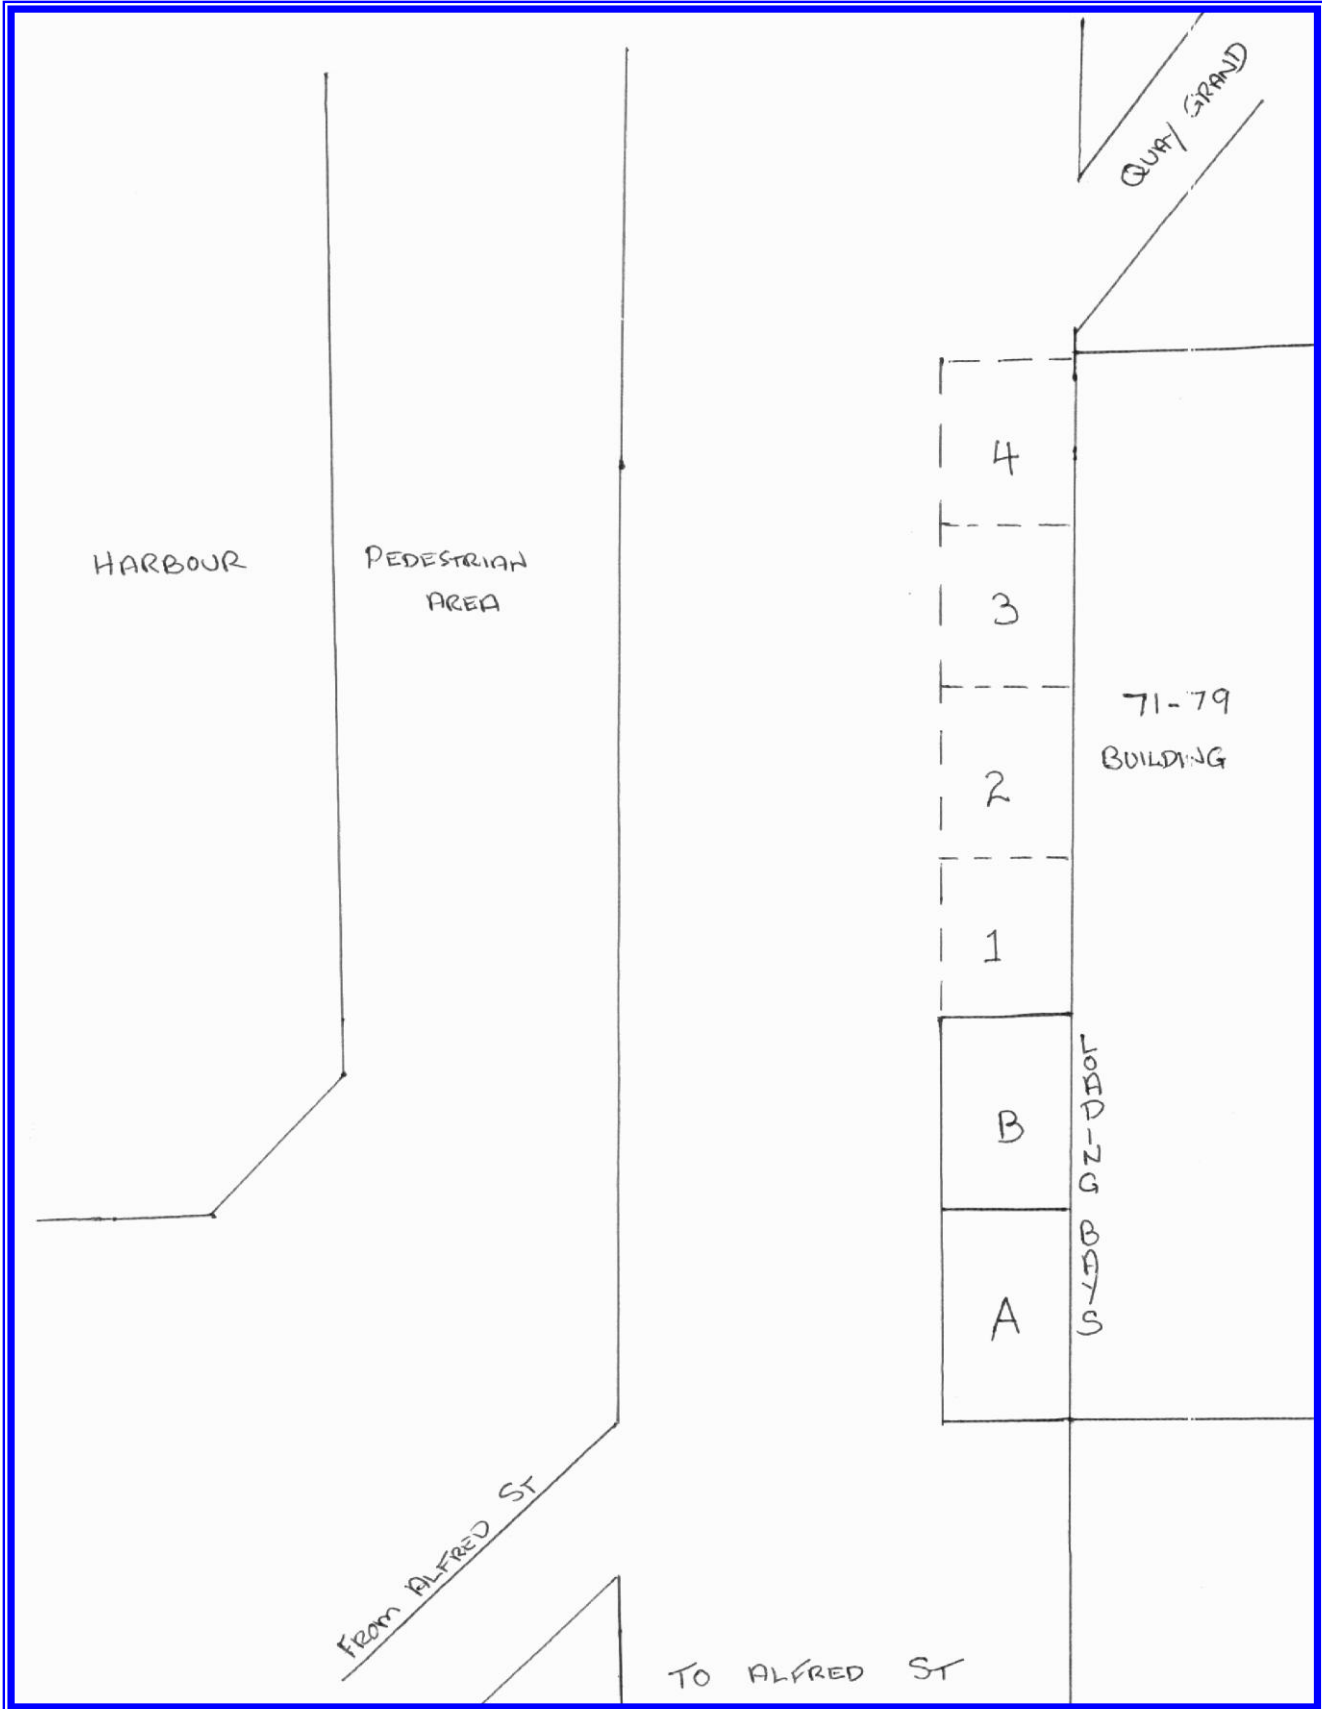 QUAY GRAND
4
HARBOUR
PEDESTRIAN
AREA
3
71-79
BUILDING
2
1
LOADING BAYS
B
A
FROM ALFRED ST
TO ALFRED ST